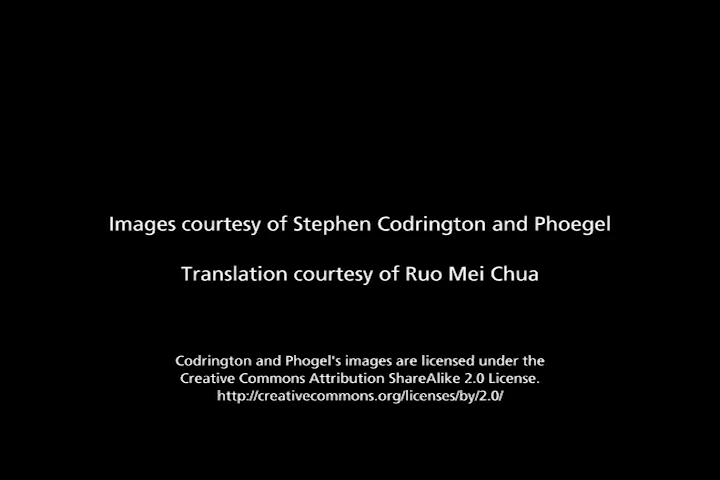 Images courtesy of Stephen Codrington and Phoegel
Translation courtesy of Ruo Mei Chua
Codrington and Phogel's images are licensed under the
Creative Commons Attribution ShareAlike 2.0 License.
http://creativecommons.org/licenses/by/2.0/